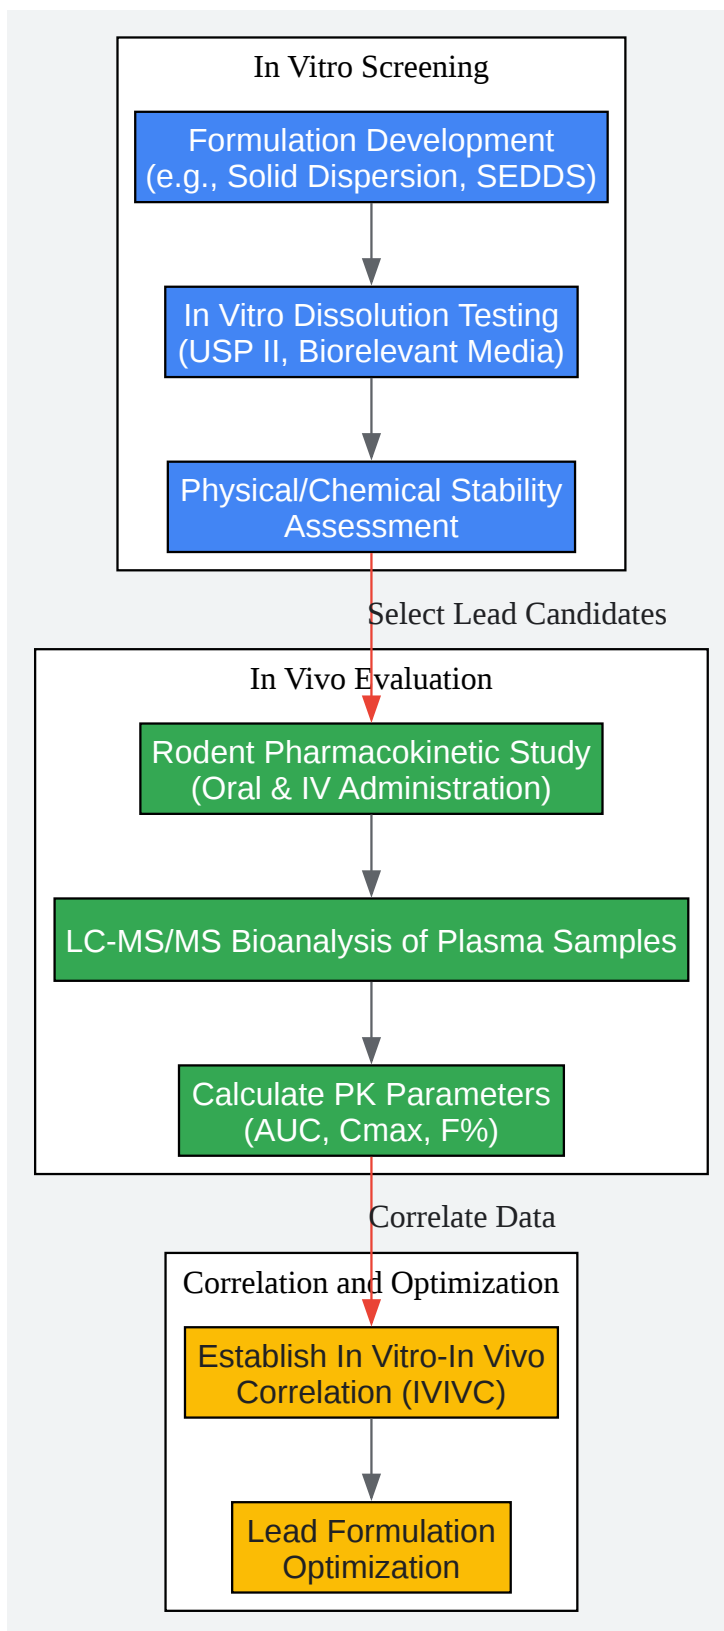 In Vitro Screening
Formulation Development
(e.g., Solid Dispersion, SEDDS)
In Vitro Dissolution Testing
(USP II, Biorelevant Media)
Physical/Chemical Stability
Assessment
Select Lead Candidates
In Vivo Evaluation
Rodent Pharmacokinetic Study
(Oral & IV Administration)
LC-MS/MS Bioanalysis of Plasma Samples
Calculate PK Parameters
(AUC, Cmax, F%)
Correlate Data
Correlation and Optimization
Establish In Vitro-In Vivo
Correlation (IVIVC)
Lead Formulation
Optimization